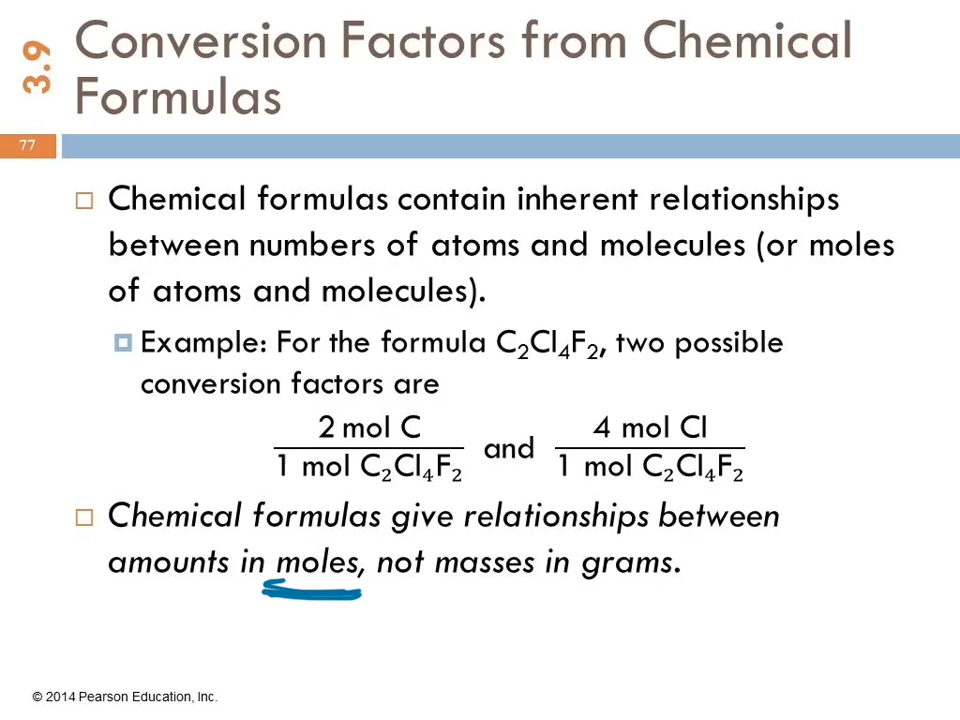 3.9
Conversion Factors from Chemical
Formulas
77
Chemical formulas contain inherent relationships
between numbers of atoms and molecules (or moles
of atoms and molecules).
Example: For the formula C₂Cl₄F₂, two possible
conversion factors are
2 mol C / 1 mol C₂Cl₄F₂ and 4 mol Cl / 1 mol C₂Cl₄F₂
Chemical formulas give relationships between
amounts in moles, not masses in grams.
© 2014 Pearson Education, Inc.